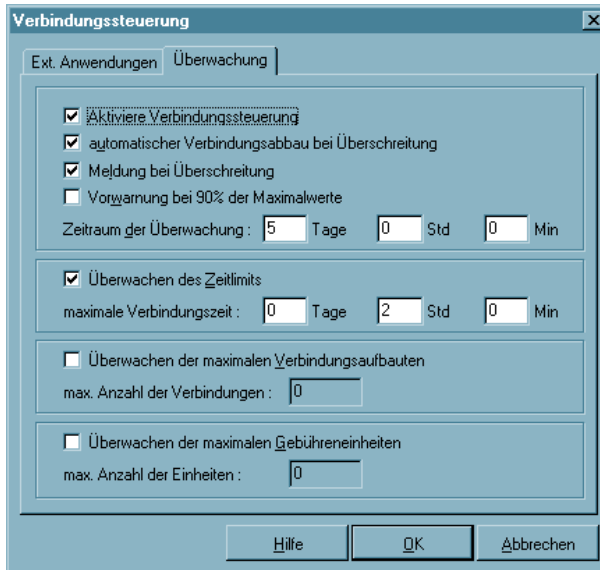 Verbindungssteuerung
Ext. Anwendungen Überwachung
Aktiviere Verbindungssteuerung
automatischer Verbindungsabbau bei Überschreitung
Meldung bei Überschreitung
Vorwarnung bei 90% der Maximalwerte
Zeitraum der Überwachung : 5 Tage 0 Std 0 Min
Überwachen des Zeitlimits
maximale Verbindungszeit : 0 Tage 2 Std 0 Min
Überwachen der maximalen Verbindungsaufbauten
max. Anzahl der Verbindungen : 0
Überwachen der maximalen Gebühreneinheiten
max. Anzahl der Einheiten : 0
Hilfe OK Abbrechen